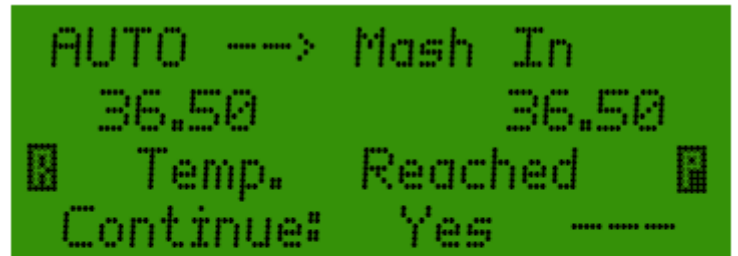 AUTO --> Mash In
36.50 36.50
Temp. Reached
Continue: Yes ---